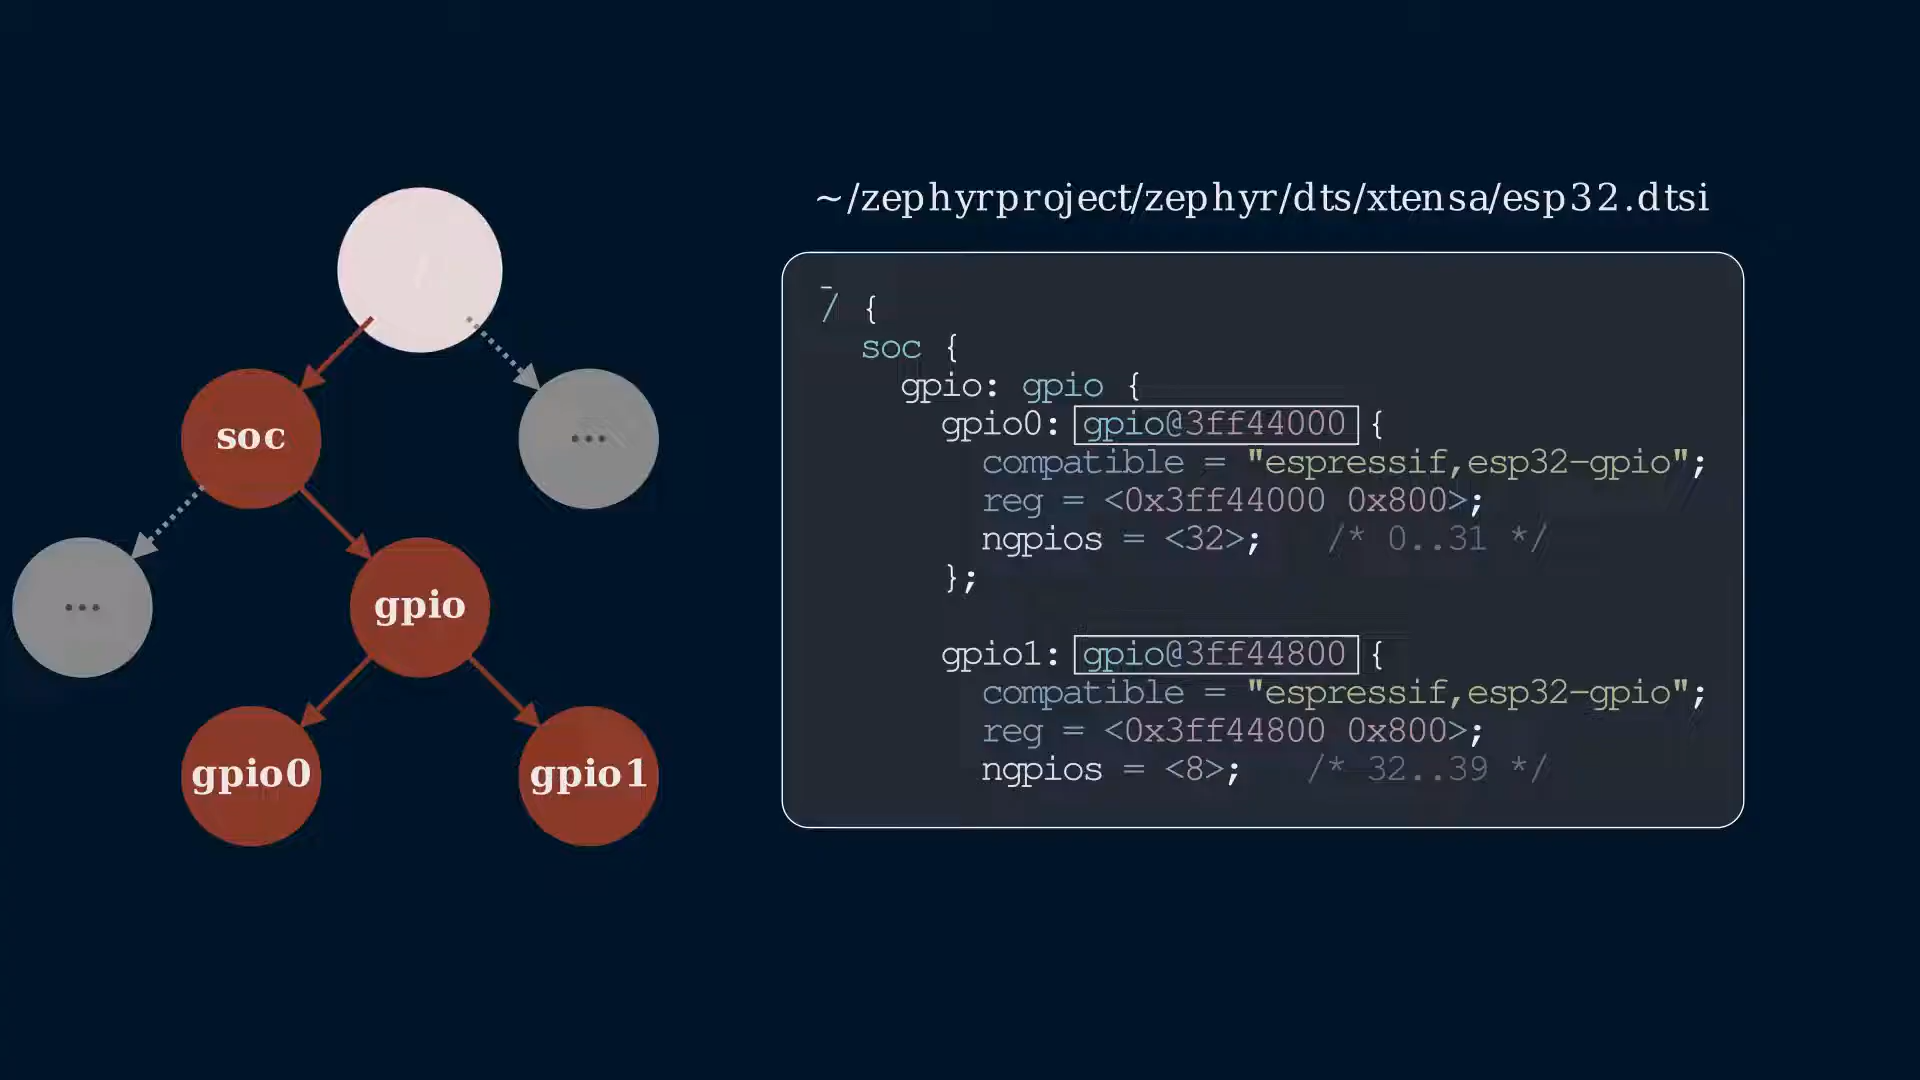 ~/zephyrproject/zephyr/dts/xtensa/esp32.dtsi
/
soc
...
...
gpio
gpio0
gpio1
/ {
soc {
gpio: gpio {
gpio0: gpio@3ff44000 {
compatible = "espressif,esp32-gpio";
reg = <0x3ff44000 0x800>;
ngpios = <32>; /* 0..31 */
};
gpio1: gpio@3ff44800 {
compatible = "espressif,esp32-gpio";
reg = <0x3ff44800 0x800>;
ngpios = <8>; /* 32..39 */